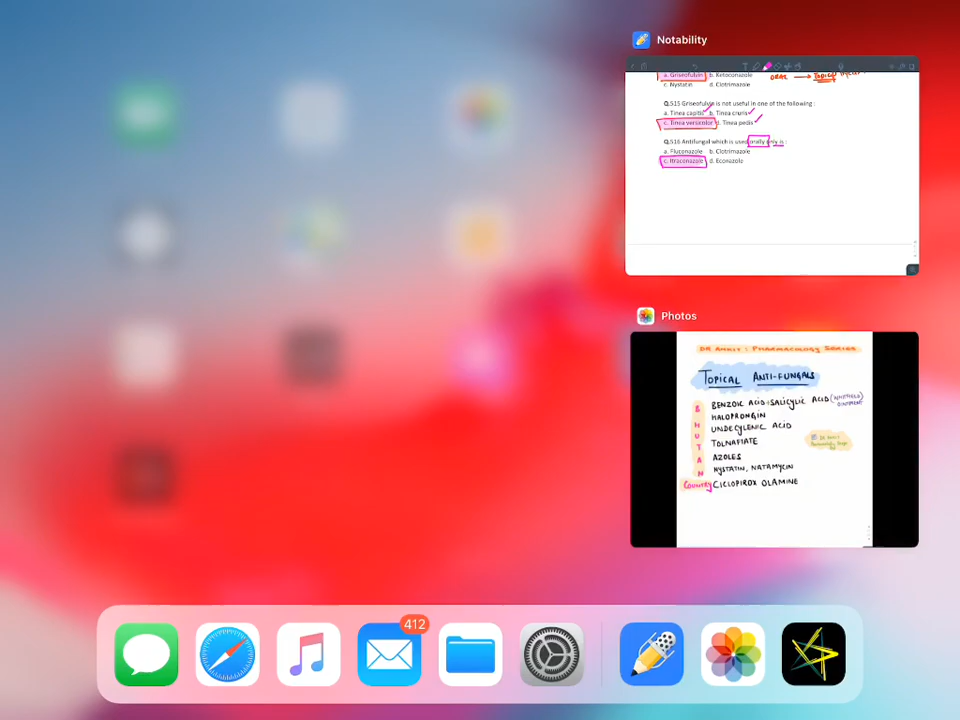 Notability
a. Griseofulvin b. Ketoconazole
ORAL → TOPICAL
c. Nystatin d. Clotrimazole
Q.515 Griseofulvin is not useful in one of the following :
a. Tinea capitis b. Tinea cruris
c. Tinea versicolor d. Tinea pedis
Q.516 Antifungal which is used orally only is :
a. Fluconazole b. Clotrimazole
c. Itraconazole d. Econazole
Photos
DR ANKIT : PHARMACOLOGY SERIES
TOPICAL ANTI-FUNGALS
B BENZOIC ACID + SALICYLIC ACID (WHITFIELD OINTMENT)
H HALOPROGIN
U UNDECYLENIC ACID
T TOLNAFTATE
A AZOLES
N NYSTATIN, NATAMYCIN
COUNTRY CICLOPIROX OLAMINE
412